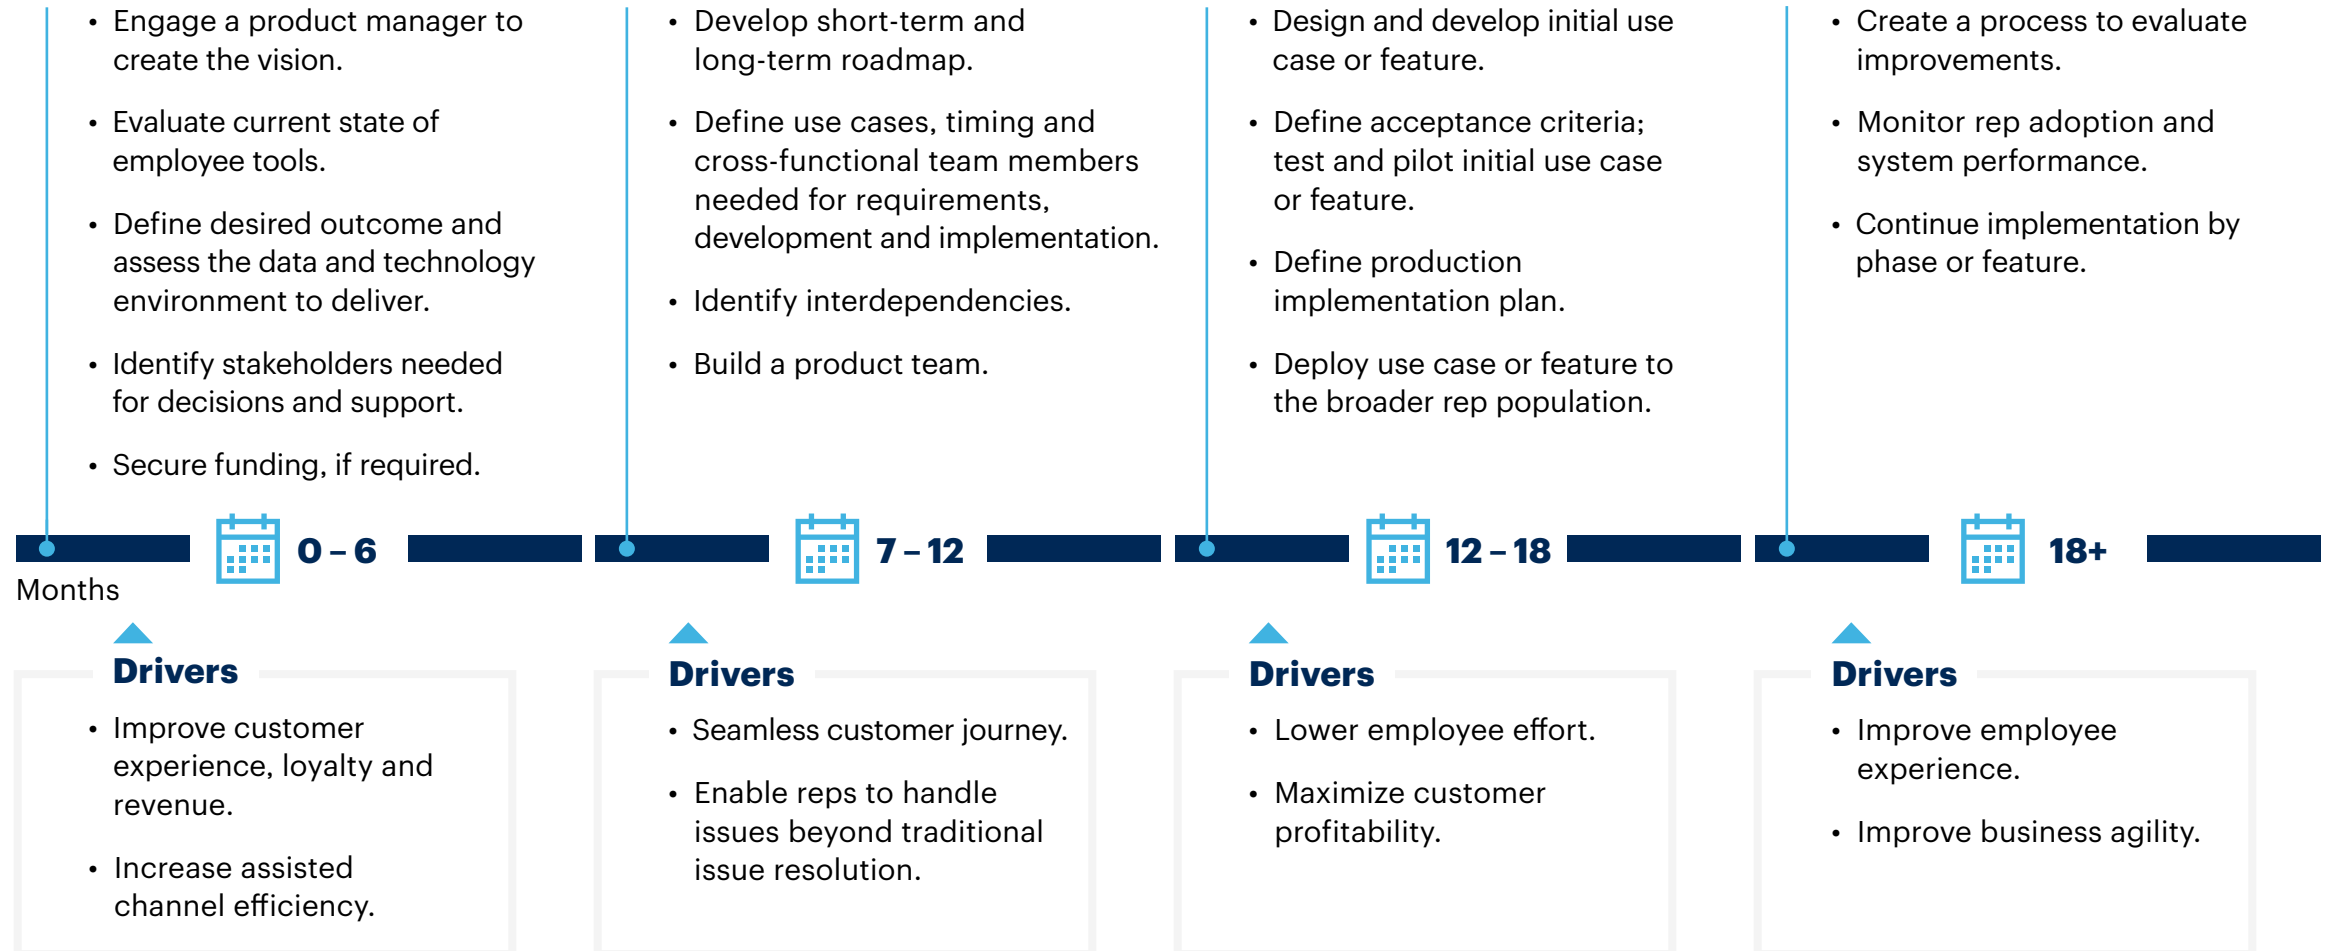 • Engage a product manager to
create the vision.
• Evaluate current state of
employee tools.
• Define desired outcome and
assess the data and technology
environment to deliver.
• Identify stakeholders needed
for decisions and support.
• Secure funding, if required.
• Develop short-term and
long-term roadmap.
• Define use cases, timing and
cross-functional team members
needed for requirements,
development and implementation.
• Identify interdependencies.
• Build a product team.
• Design and develop initial use
case or feature.
• Define acceptance criteria;
test and pilot initial use case
or feature.
• Define production
implementation plan.
• Deploy use case or feature to
the broader rep population.
• Create a process to evaluate
improvements.
• Monitor rep adoption and
system performance.
• Continue implementation by
phase or feature.
0 – 6
7 – 12
12 – 18
18+
Months
Drivers
• Improve customer
experience, loyalty and
revenue.
• Increase assisted
channel efficiency.
Drivers
• Seamless customer journey.
• Enable reps to handle
issues beyond traditional
issue resolution.
Drivers
• Lower employee effort.
• Maximize customer
profitability.
Drivers
• Improve employee
experience.
• Improve business agility.